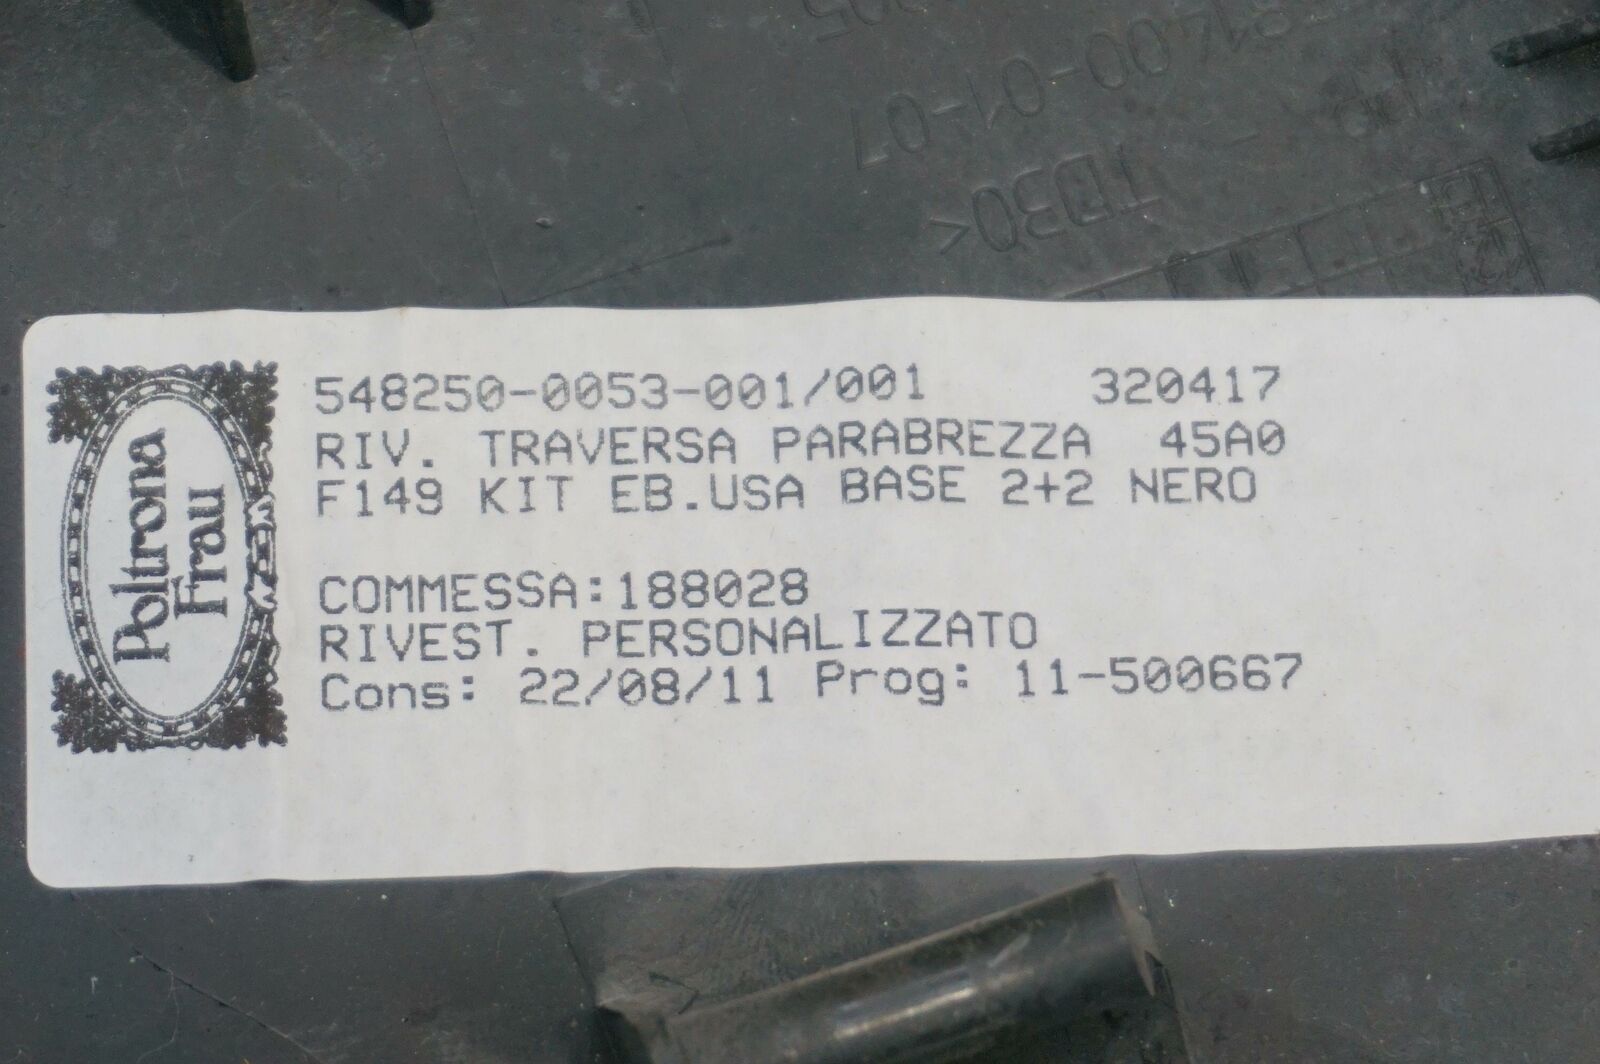 Poltrona
Frau
548250-0053-001/001 320417
RIV. TRAVERSA PARABREZZA 45A0
F149 KIT EB.USA BASE 2+2 NERO
COMMESSA:188028
RIVEST. PERSONALIZZATO
Cons: 22/08/11 Prog: 11-500667
TD30<